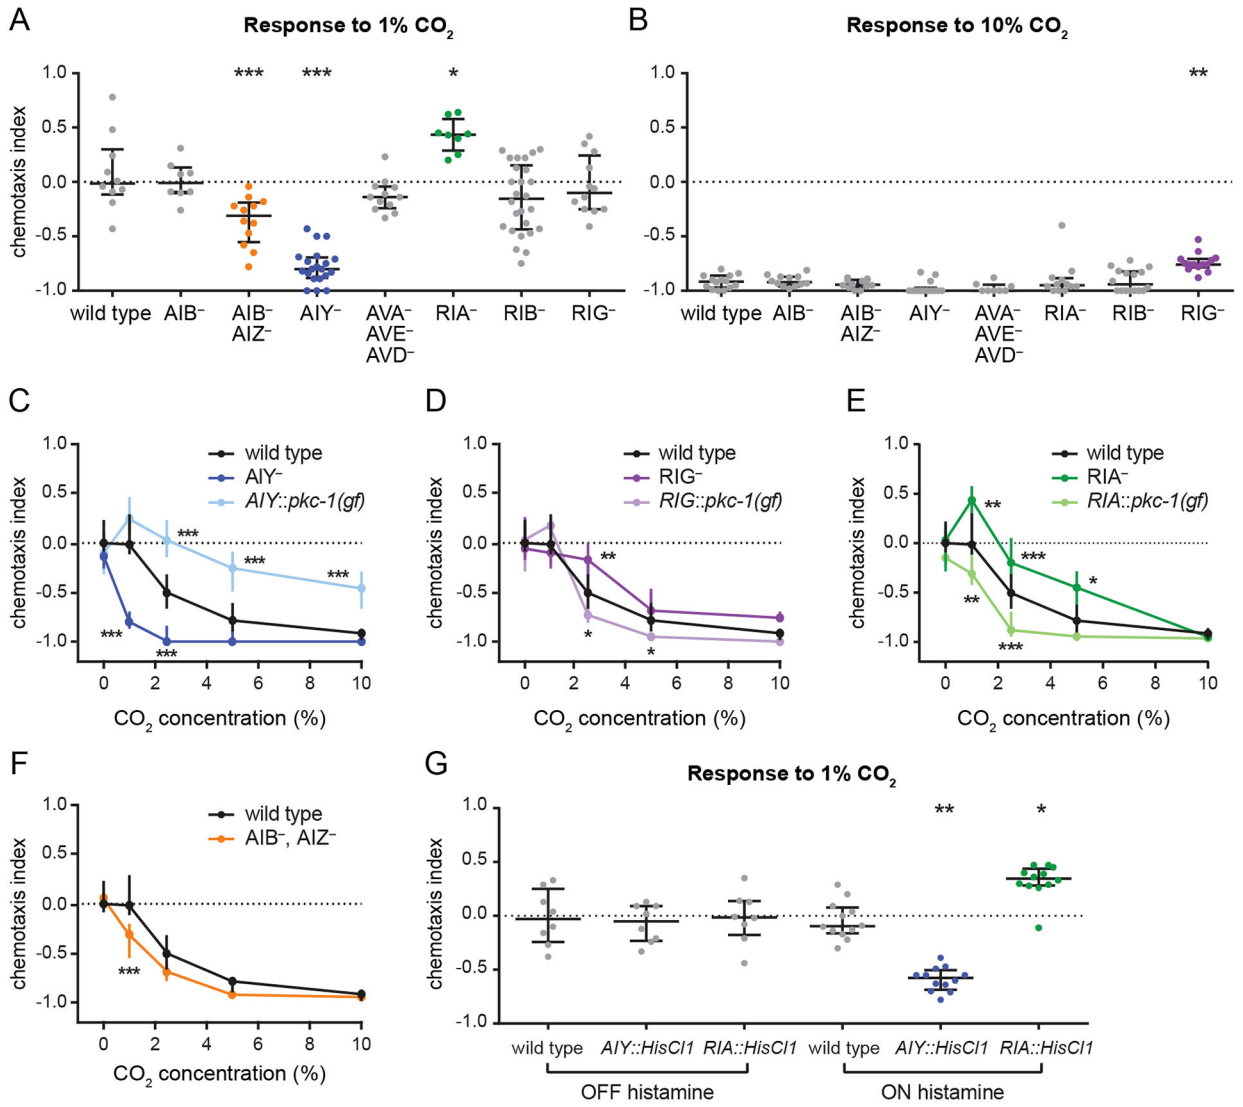 A
Response to 1% CO2
chemotaxis index
1.0
0.5
0.0
-0.5
-1.0
*** *** *
wild type AIB– AIB– AIY– AVA– RIA– RIB– RIG–
AIZ– AVE–
AVD–
B
Response to 10% CO2
1.0
0.5
0.0
-0.5
-1.0
**
wild type AIB– AIB– AIY– AVA– RIA– RIB– RIG–
AIZ– AVE–
AVD–
C
chemotaxis index
1.0
0.5
0.0
-0.5
-1.0
wild type
AIY–
AIY::pkc-1(gf)
***
***
***
***
***
0 2 4 6 8 10
CO2 concentration (%)
D
chemotaxis index
1.0
0.5
0.0
-0.5
-1.0
wild type
RIG–
RIG::pkc-1(gf)
**
*
*
0 2 4 6 8 10
CO2 concentration (%)
E
chemotaxis index
1.0
0.5
0.0
-0.5
-1.0
wild type
RIA–
RIA::pkc-1(gf)
**
***
*
**
***
0 2 4 6 8 10
CO2 concentration (%)
F
chemotaxis index
1.0
0.5
0.0
-0.5
-1.0
wild type
AIB–, AIZ–
***
0 2 4 6 8 10
CO2 concentration (%)
G
Response to 1% CO2
chemotaxis index
1.0
0.5
0.0
-0.5
-1.0
** *
wild type AIY::HisCl1 RIA::HisCl1 wild type AIY::HisCl1 RIA::HisCl1
OFF histamine ON histamine